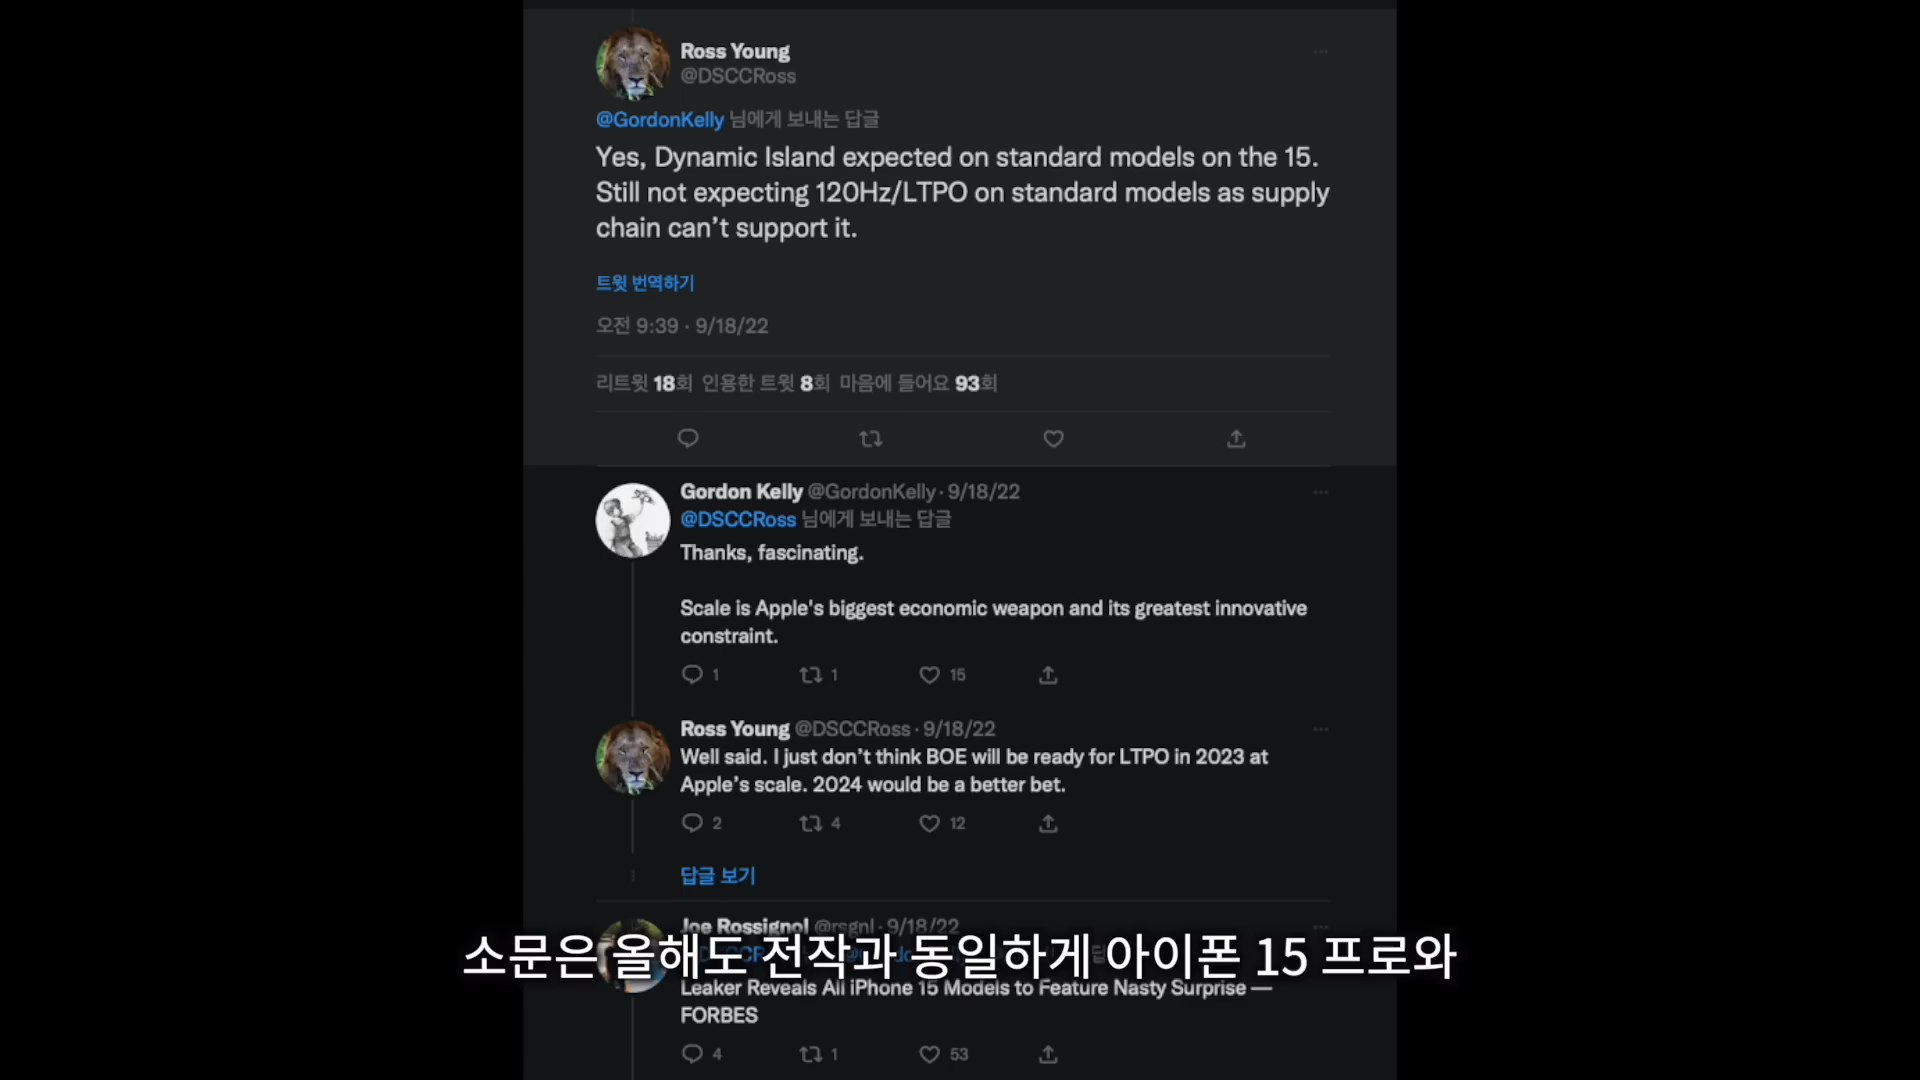 Ross Young
@DSCCRoss
@GordonKelly 님에게 보내는 답글
Yes, Dynamic Island expected on standard models on the 15.
Still not expecting 120Hz/LTPO on standard models as supply
chain can’t support it.
트윗 번역하기
오전 9:39 · 9/18/22
리트윗 18회 인용한 트윗 8회 마음에 들어요 93회
Gordon Kelly @GordonKelly · 9/18/22
@DSCCRoss 님에게 보내는 답글
Thanks, fascinating.
Scale is Apple's biggest economic weapon and its greatest innovative
constraint.
1 1 15
Ross Young @DSCCRoss · 9/18/22
Well said. I just don’t think BOE will be ready for LTPO in 2023 at
Apple’s scale. 2024 would be a better bet.
2 4 12
답글 보기
Joe Rossignol @rsgnl · 9/18/22
소문은 올해도 전작과 동일하게 아이폰 15 프로와
Leaker Reveals All iPhone 15 Models to Feature Nasty Surprise —
FORBES
4 1 53